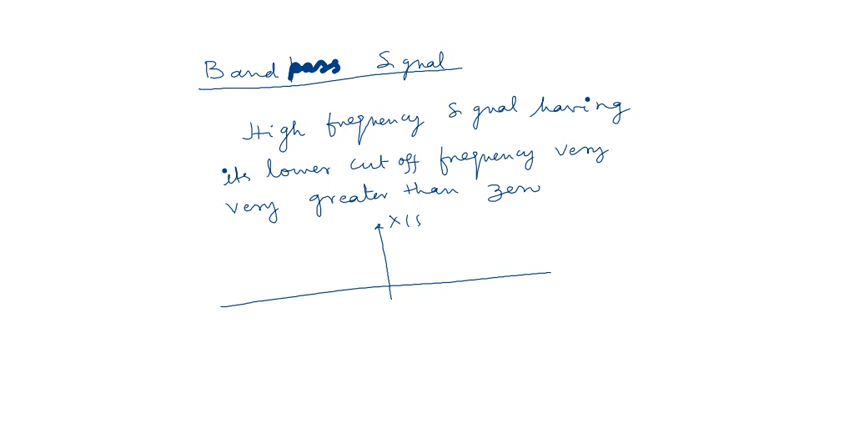 Band pass Signal
High frequency Signal having
its lower cut off frequency very
very greater than zero
X(S